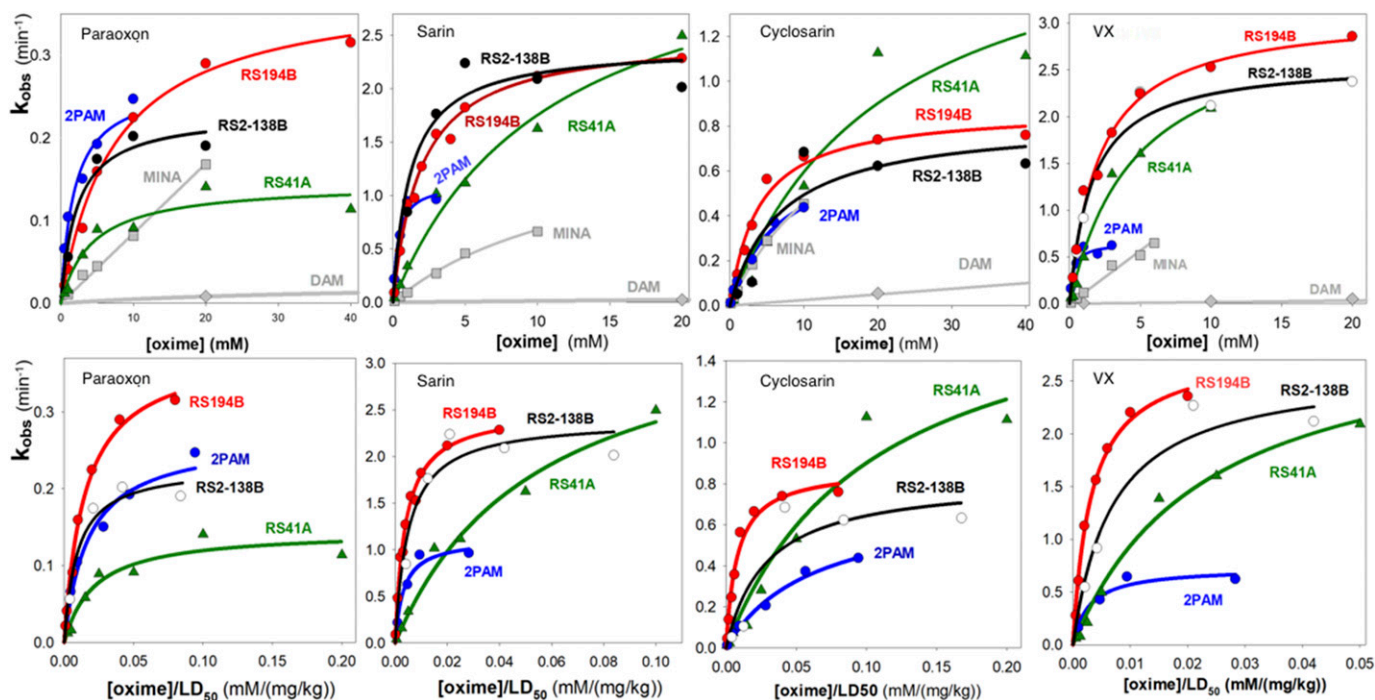 Paraoxọn
Sarin
Cyclosarin
VX
k_obs (min⁻¹)
0.3
0.2
0.1
0.0
2PAM
RS194B
RS2-138B
MINA
RS41A
DAM
0 10 20 30 40
[oxime] (mM)
2.5
2.0
1.5
1.0
0.5
0.0
RS2-138B
RS194B
RS41A
2PAM
MINA
DAM
0 5 10 15 20
[oxime] (mM)
1.2
1.0
0.8
0.6
0.4
0.2
0.0
RS41A
RS194B
RS2-138B
2PAM
MINA
DAM
0 10 20 30 40
[oxime] (mM)
3.0
2.5
2.0
1.5
1.0
0.5
0.0
RS194B
RS2-138B
RS41A
2PAM
MINA
DAM
0 5 10 15 20
[oxime] (mM)
Paraoxọn
Sarin
Cyclosarin
VX
k_obs (min⁻¹)
0.3
0.2
0.1
0.0
RS194B
2PAM
RS2-138B
RS41A
0.00 0.05 0.10 0.15 0.20
[oxime]/LD₅₀ (mM/(mg/kg))
3.0
2.5
2.0
1.5
1.0
0.5
0.0
RS194B
RS2-138B
RS41A
2PAM
0.00 0.02 0.04 0.06 0.08 0.10
[oxime]/LD₅₀ (mM/(mg/kg))
1.4
1.2
1.0
0.8
0.6
0.4
0.2
0.0
RS41A
RS194B
RS2-138B
2PAM
0.00 0.05 0.10 0.15 0.20
[oxime]/LD50 (mM/(mg/kg))
2.5
2.0
1.5
1.0
0.5
0.0
RS194B
RS2-138B
RS41A
2PAM
0.00 0.01 0.02 0.03 0.04 0.05
[oxime]/LD₅₀ (mM/(mg/kg))